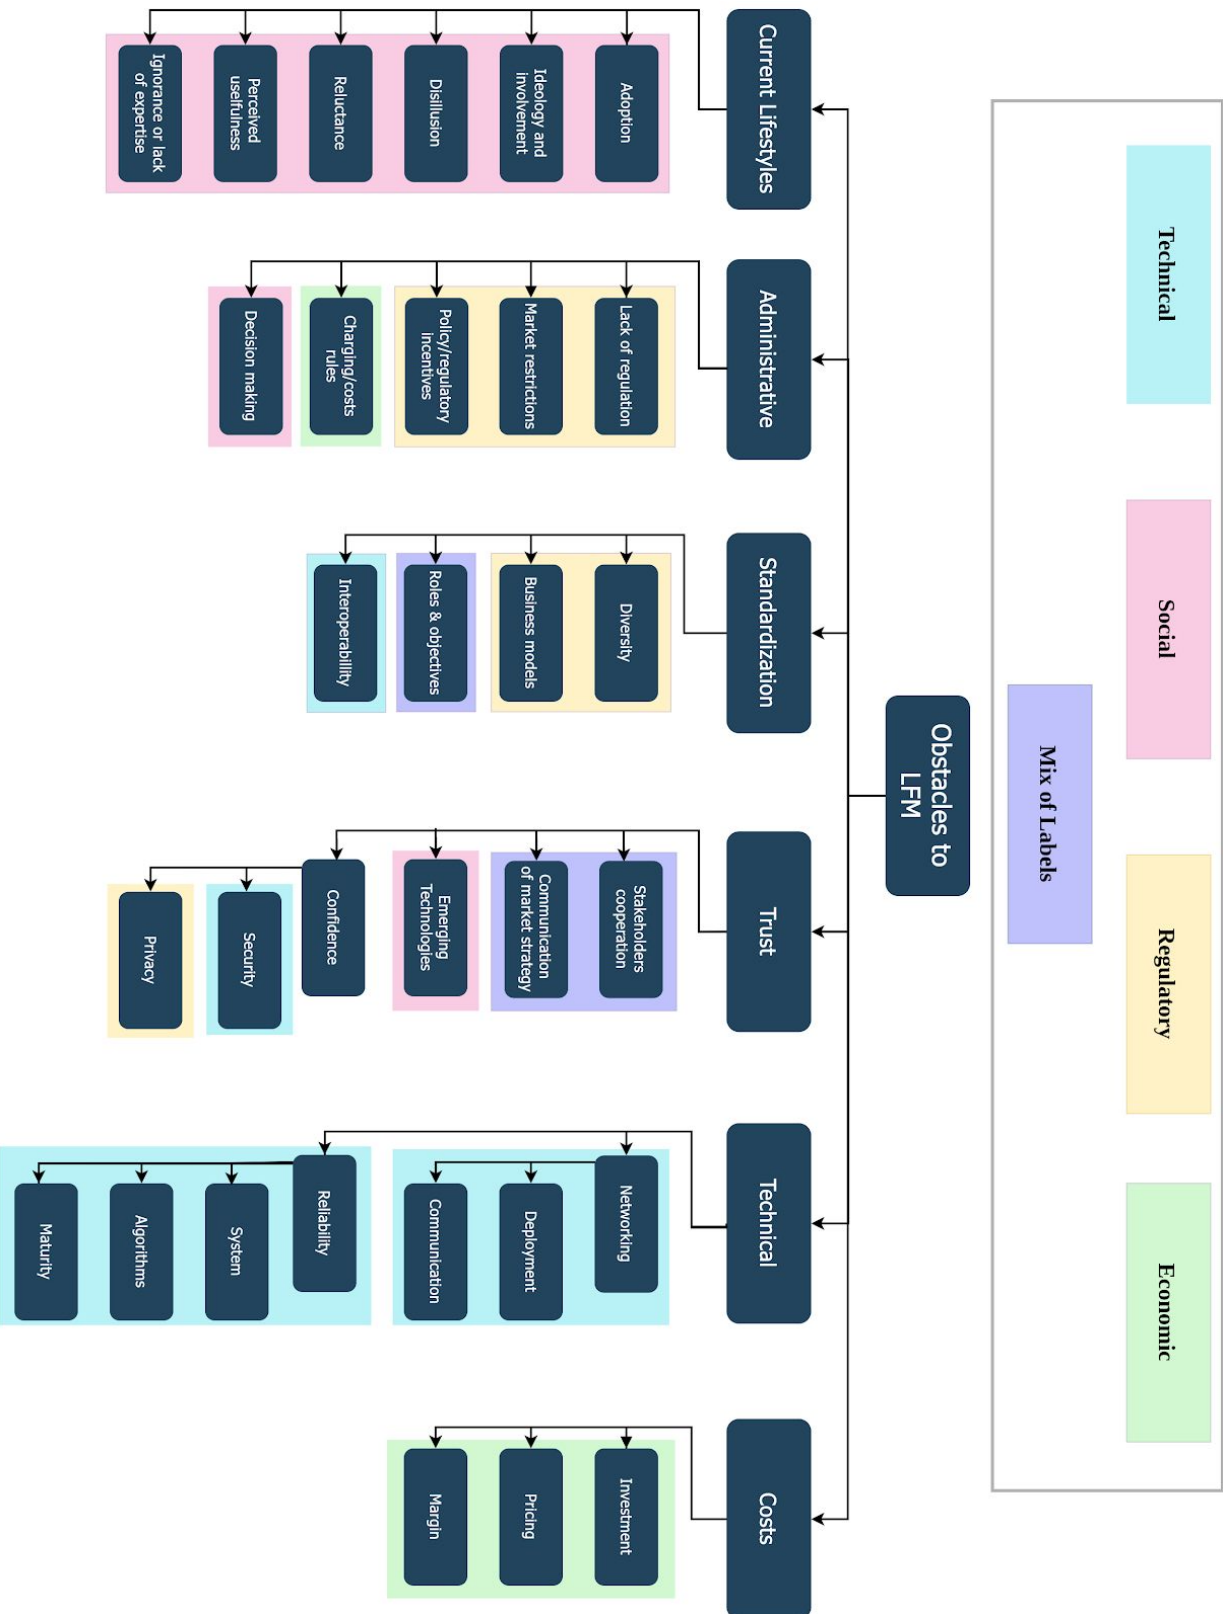 Technical
Social
Regulatory
Economic
Mix of Labels
Obstacles to
LFM
Current Lifestyles
Administrative
Standardization
Trust
Technical
Costs
Adoption
Ideology and
involvement
Disillusion
Reluctance
Perceived
uselfulness
Ignorance or lack
of expertise
Lack of regulation
Market restrictions
Policy/regulatory
incentives
Charging/costs
rules
Decision making
Diversity
Business models
Roles & objectives
Interoperabillity
Stakeholders
cooperation
Communication
of market strategy
Emerging
Technologies
Confidence
Security
Privacy
Networking
Deployment
Communication
Reliability
System
Algorithms
Maturity
Investment
Pricing
Margin